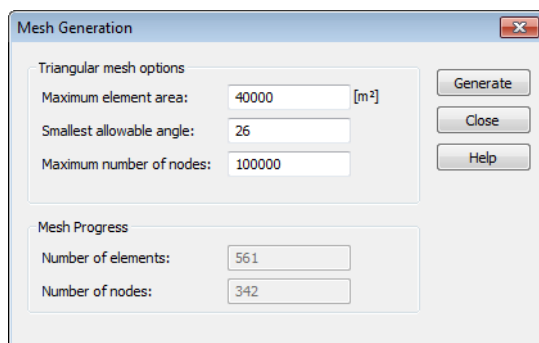 Mesh Generation
Triangular mesh options
Maximum element area: 40000 [m²]
Smallest allowable angle: 26
Maximum number of nodes: 100000
Generate
Close
Help
Mesh Progress
Number of elements: 561
Number of nodes: 342